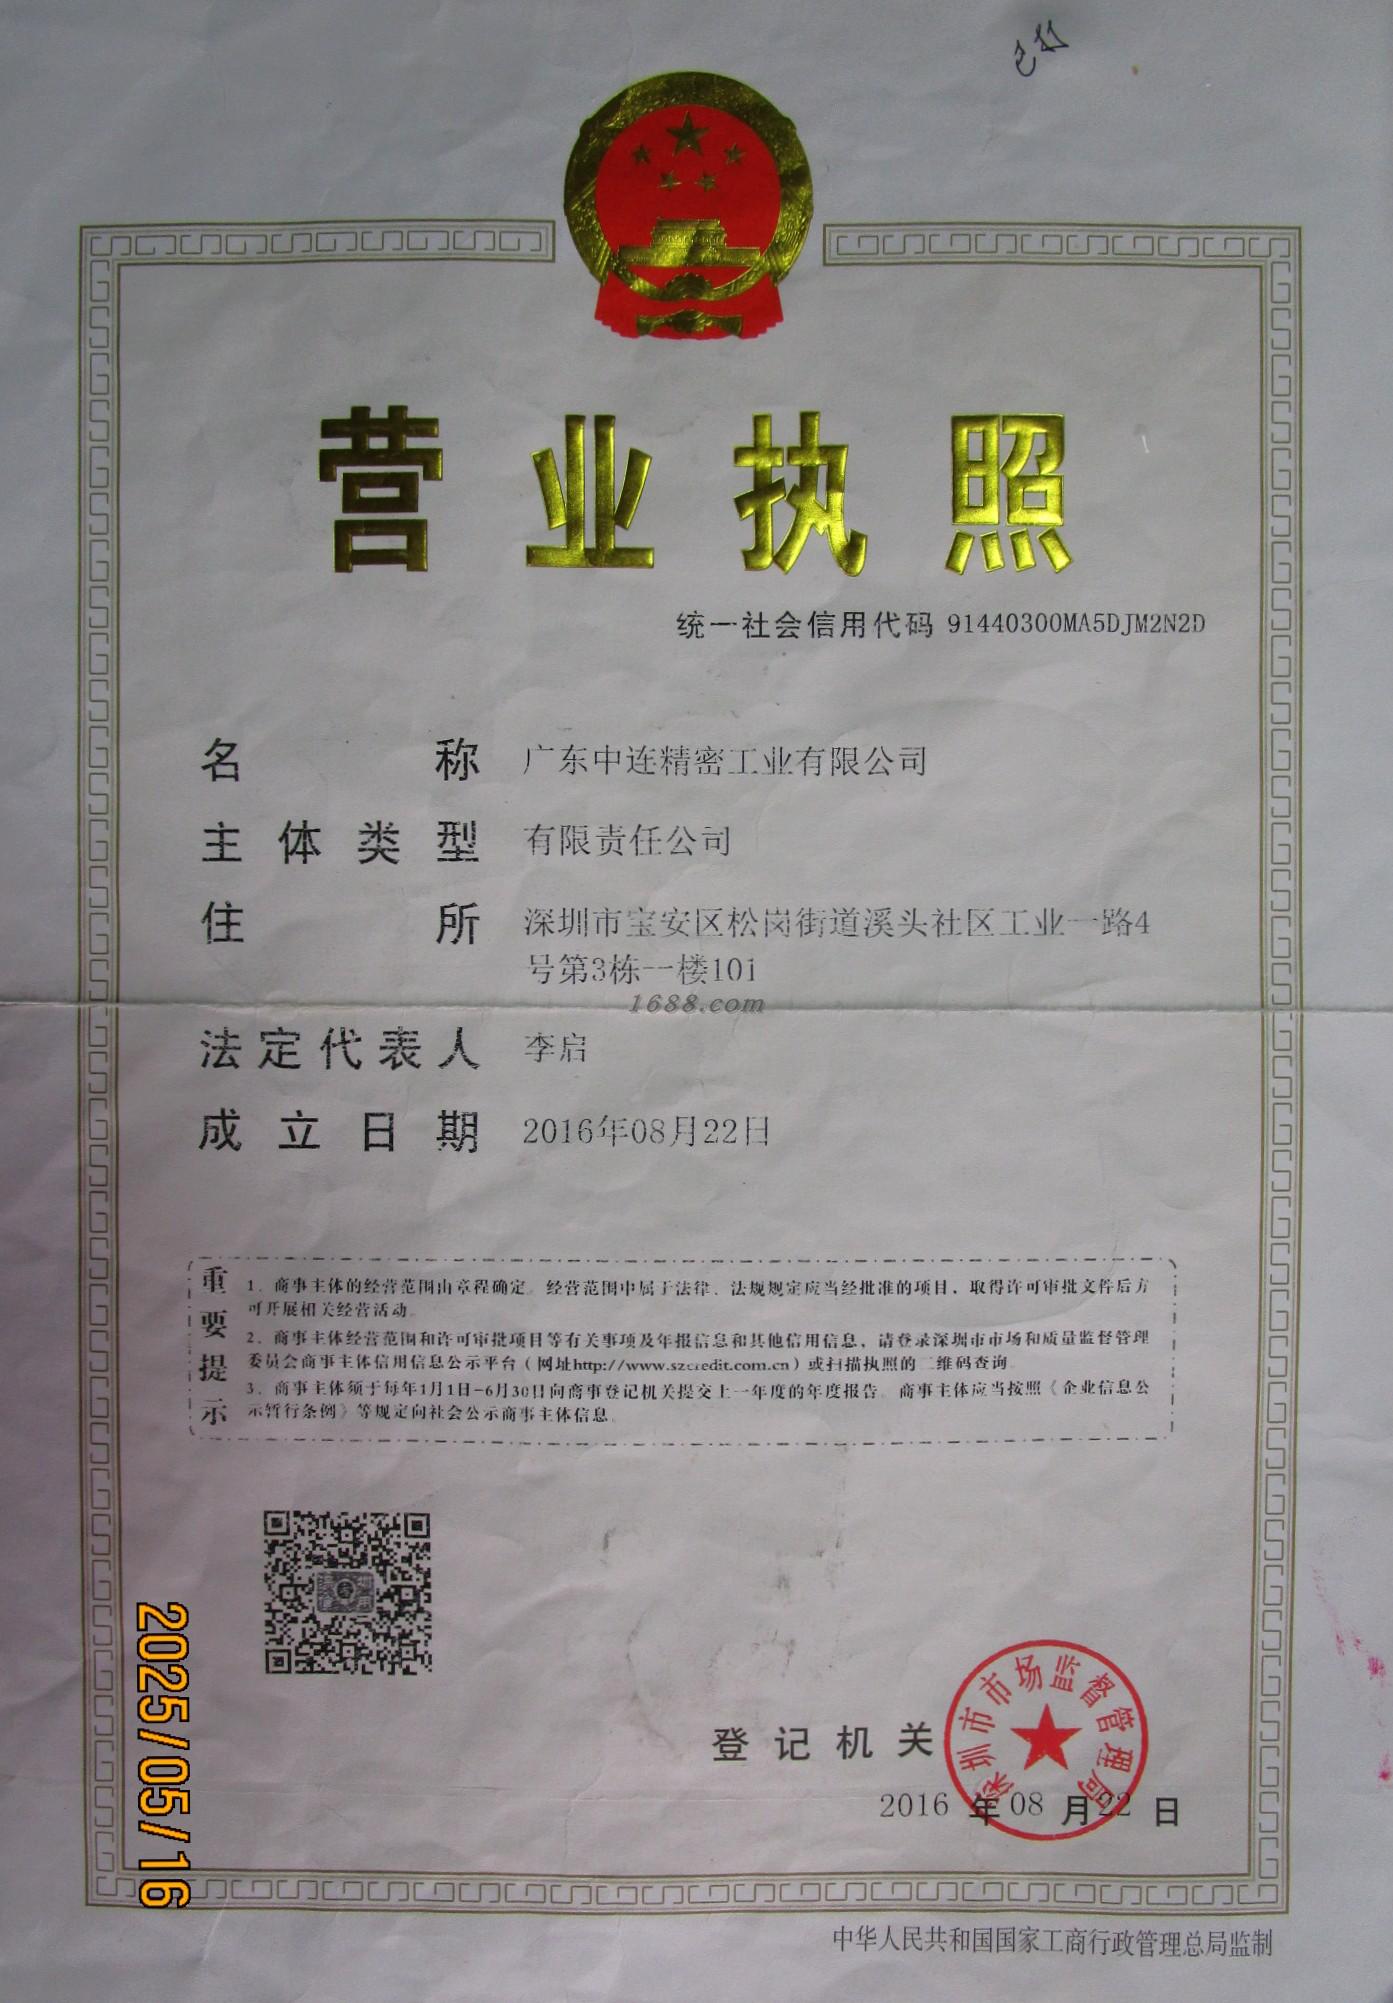 营业执照
统一社会信用代码 91440300MA5DJM2N2D
名称 广东中连精密工业有限公司
主体类型 有限责任公司
住所 深圳市宝安区松岗街道溪头社区工业一路4
号第3栋一楼101
1688.com
法定代表人 李启
成立日期 2016年08月22日
重要提示
1．商事主体的经营范围由章程确定。经营范围中属于法律、法规规定应当经批准的项目，取得许可审批文件后方
可开展相关经营活动。
2．商事主体经营范围和许可审批项目等有关事项及年报信息和其他信用信息，请登录深圳市市场和质量监督管理
委员会商事主体信用信息公示平台（网址http://www.szcredit.com.cn）或扫描执照的二维码查询。
3．商事主体须于每年1月1日-6月30日向商事登记机关提交上一年度的年度报告。商事主体应当按照《企业信息公
示暂行条例》等规定向社会公示商事主体信息。
登记机关
深圳市市场监督管理局
2016 年 08 月 22 日
2025/05/16
中华人民共和国国家工商行政管理总局监制